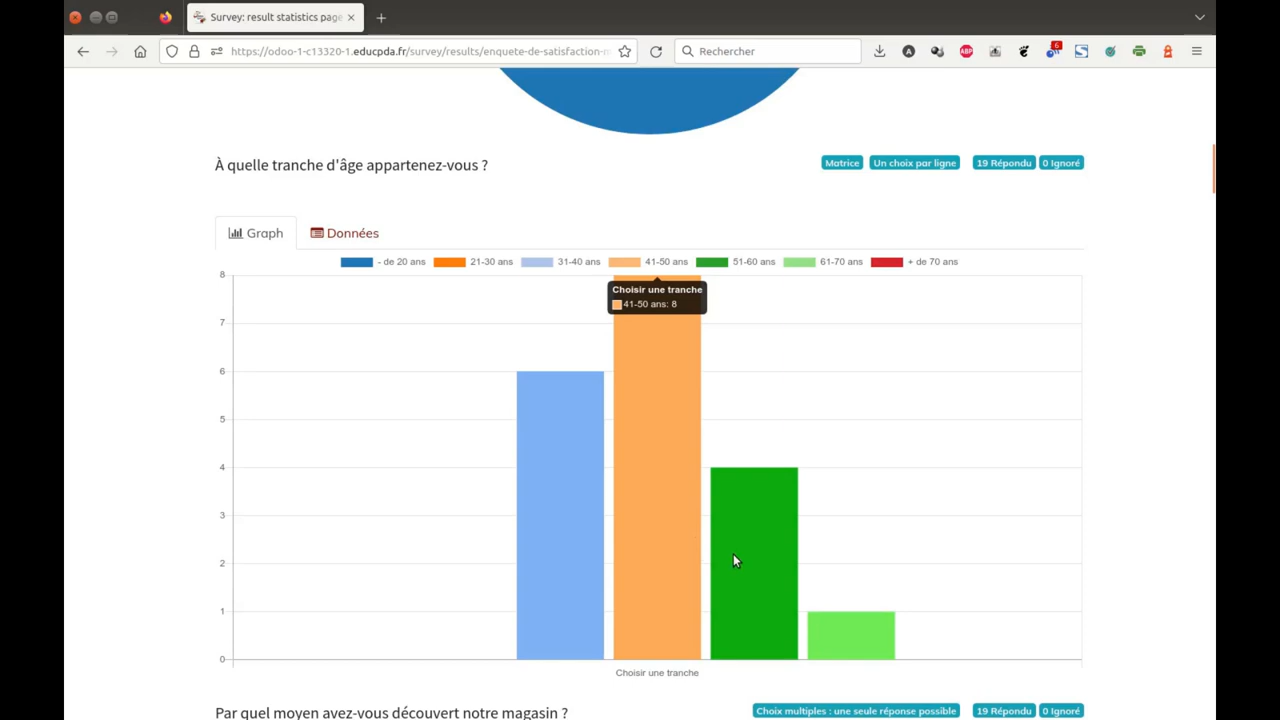 Survey: result statistics page
https://odoo-1-c13320-1.educpda.fr/survey/results/enquete-de-satisfaction-m
Rechercher
ABP
6
À quelle tranche d'âge appartenez-vous ?
Matrice
Un choix par ligne
19 Répondu
0 Ignoré
Graph
Données
- de 20 ans
21-30 ans
31-40 ans
41-50 ans
51-60 ans
61-70 ans
+ de 70 ans
8
7
6
5
4
3
2
1
0
Choisir une tranche
41-50 ans: 8
Choisir une tranche
Par quel moyen avez-vous découvert notre magasin ?
Choix multiples : une seule réponse possible
19 Répondu
0 Ignoré